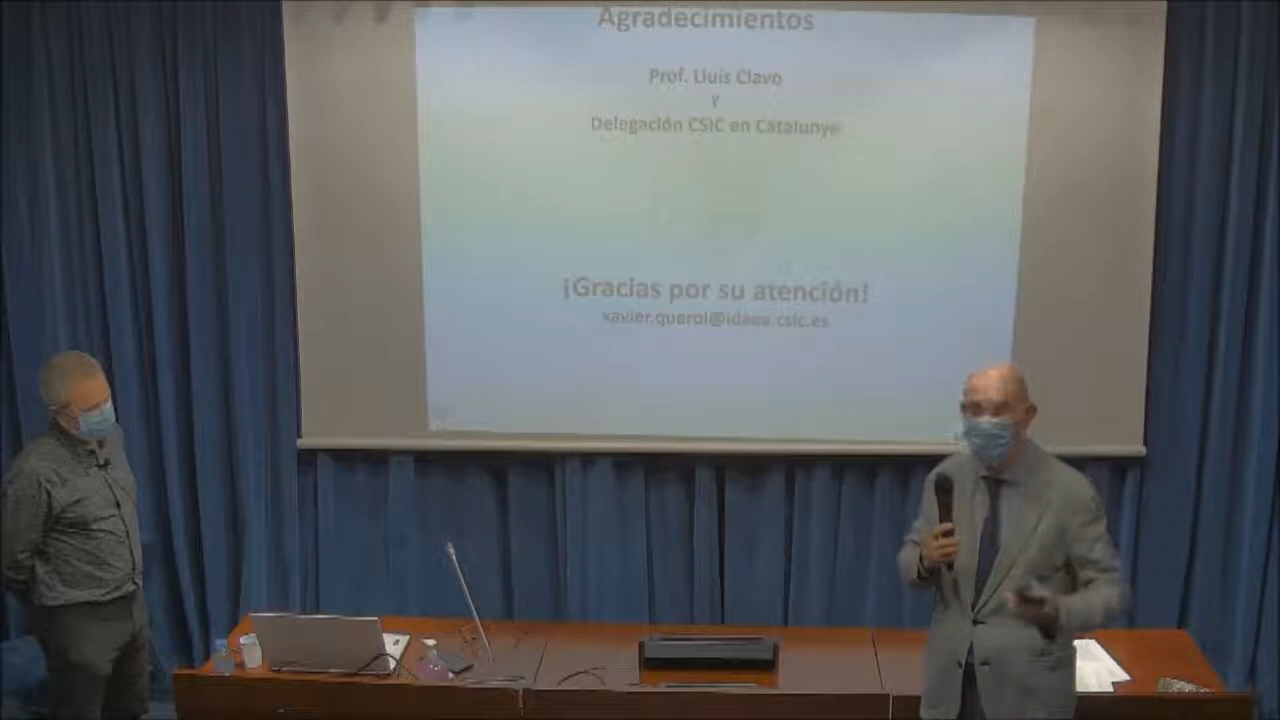 Agradecimientos
Prof. Lluís Clavo
Y
Delegación CSIC en Catalunya
¡Gracias por su atención!
xavier.querol@idaea.csic.es